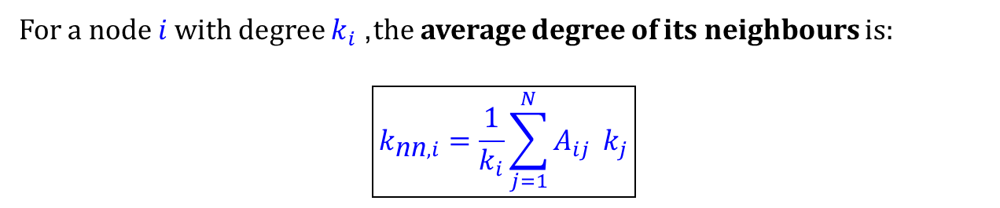 For a node i with degree k_i ,the average degree of its neighbours is:
k_{nn,i} = \frac{1}{k_i} \sum_{j=1}^{N} A_{ij} k_j